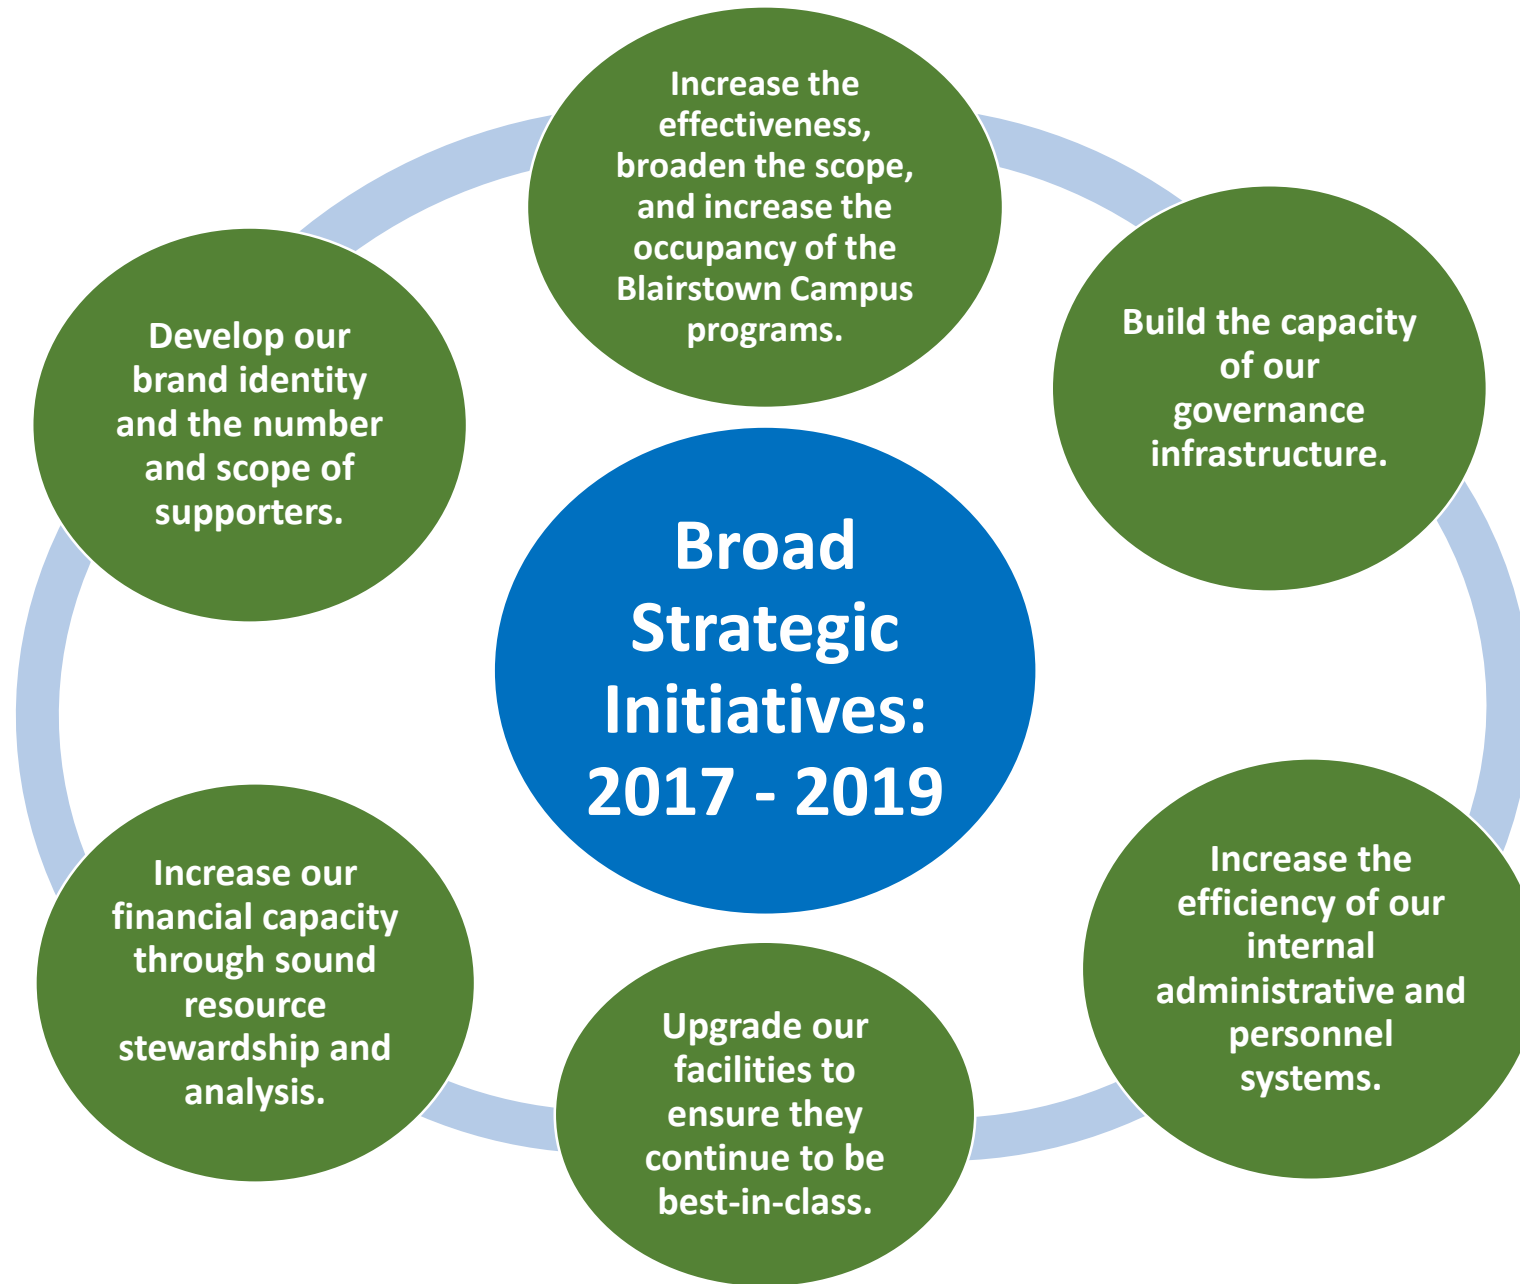 Increase the
effectiveness,
broaden the scope,
and increase the
occupancy of the
Blairstown Campus
programs.
Build the capacity
of our
governance
infrastructure.
Increase the
efficiency of our
internal
administrative and
personnel
systems.
Upgrade our
facilities to
ensure they
continue to be
best-in-class.
Increase our
financial capacity
through sound
resource
stewardship and
analysis.
Develop our
brand identity
and the number
and scope of
supporters.
Broad
Strategic
Initiatives:
2017 - 2019